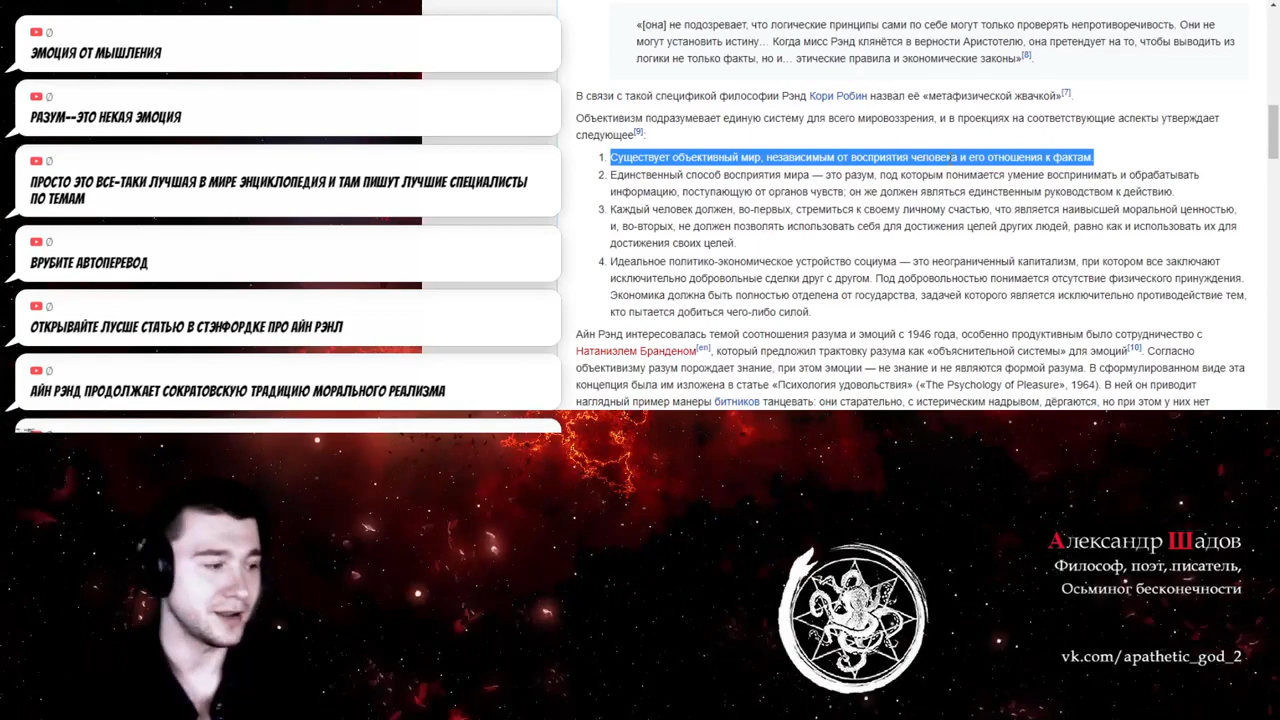 Ø
ЭМОЦИЯ ОТ МЫШЛЕНИЯ
Ø
РАЗУМ--ЭТО НЕКАЯ ЭМОЦИЯ
Ø
ПРОСТО ЭТО ВСЕ-ТАКИ ЛУЧШАЯ В МИРЕ ЭНЦИКЛОПЕДИЯ И ТАМ ПИШУТ ЛУЧШИЕ СПЕЦИАЛИСТЫ
ПО ТЕМАМ
Ø
ВРУБИТЕ АВТОПЕРЕВОД
Ø
ОТКРЫВАЙТЕ ЛУСШЕ СТАТЬЮ В СТЭНФОРДКЕ ПРО АЙН РЭНЛ
Ø
АЙН РЭНД ПРОДОЛЖАЕТ СОКРАТОВСКУЮ ТРАДИЦИЮ МОРАЛЬНОГО РЕАЛИЗМА
«[она] не подозревает, что логические принципы сами по себе могут только проверять непротиворечивость. Они не
могут установить истину… Когда мисс Рэнд клянётся в верности Аристотелю, она претендует на то, чтобы выводить из
логики не только факты, но и… этические правила и экономические законы»[8].
В связи с такой спецификой философии Рэнд Кори Робин назвал её «метафизической жвачкой»[7].
Объективизм подразумевает единую систему для всего мировоззрения, и в проекциях на соответствующие аспекты утверждает
следующее[9]:
1. Существует объективный мир, независимым от восприятия человека и его отношения к фактам.
2. Единственный способ восприятия мира — это разум, под которым понимается умение воспринимать и обрабатывать
информацию, поступающую от органов чувств; он же должен являться единственным руководством к действию.
3. Каждый человек должен, во-первых, стремиться к своему личному счастью, что является наивысшей моральной ценностью,
и, во-вторых, не должен позволять использовать себя для достижения целей других людей, равно как и использовать их для
достижения своих целей.
4. Идеальное политико-экономическое устройство социума — это неограниченный капитализм, при котором все заключают
исключительно добровольные сделки друг с другом. Под добровольностью понимается отсутствие физического принуждения.
Экономика должна быть полностью отделена от государства, задачей которого является исключительно противодействие тем,
кто пытается добиться чего-либо силой.
Айн Рэнд интересовалась темой соотношения разума и эмоций с 1946 года, особенно продуктивным было сотрудничество с
Натаниэлем Бранденом[en], который предложил трактовку разума как «объяснительной системы» для эмоций[10]. Согласно
объективизму разум порождает знание, при этом эмоции — не знание и не являются формой разума. В сформулированном виде эта
концепция была им изложена в статье «Психология удовольствия» («The Psychology of Pleasure», 1964). В ней он приводит
наглядный пример манеры битников танцевать: они старательно, с истерическим надрывом, дёргаются, но при этом у них нет
Александр Шадов
Философ, поэт, писатель,
Осьминог бесконечности
vk.com/apathetic_god_2